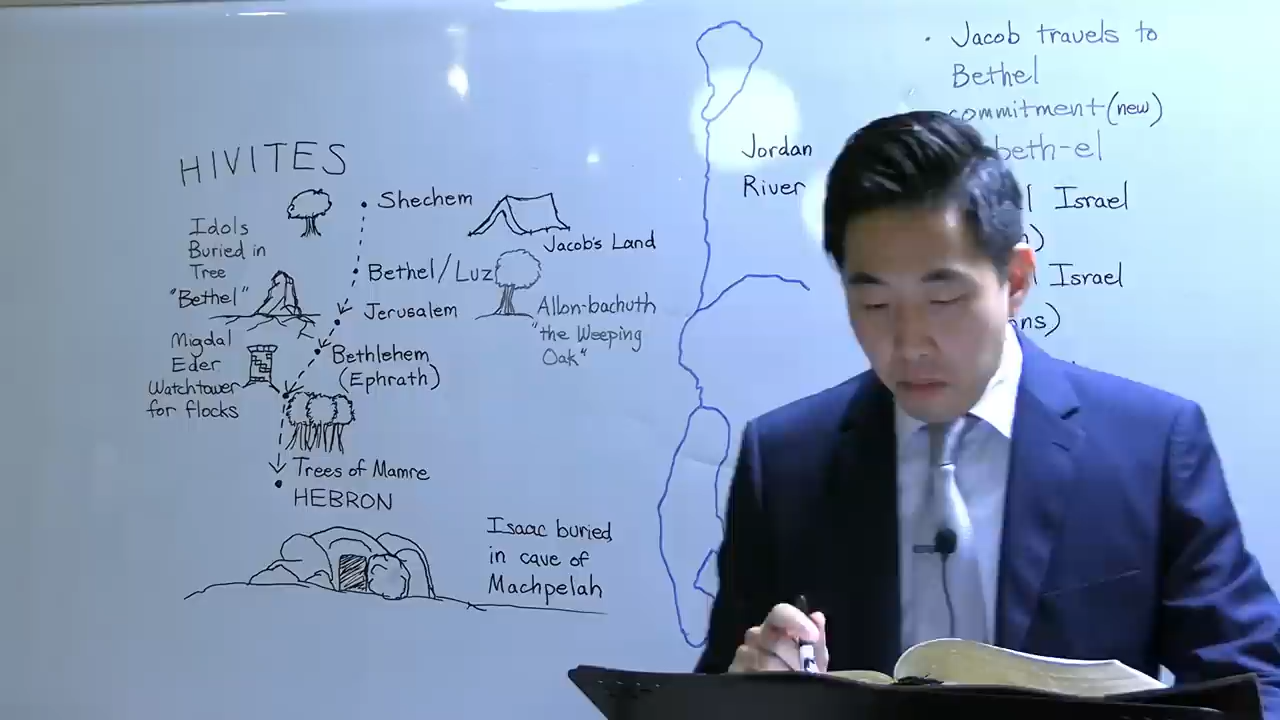 HIVITES
Shechem
Idols
Buried in
Tree
"Bethel"
Jacob's Land
Bethel/Luz
Jerusalem
Allon-bachuth
"the Weeping
Oak"
Migdal
Eder
Watchtower
for flocks
Bethlehem
(Ephrath)
Trees of Mamre
HEBRON
Isaac buried
in cave of
Machpelah
Jordan
River
• Jacob travels to
Bethel
commitment (new)
beth-el
Israel
Israel